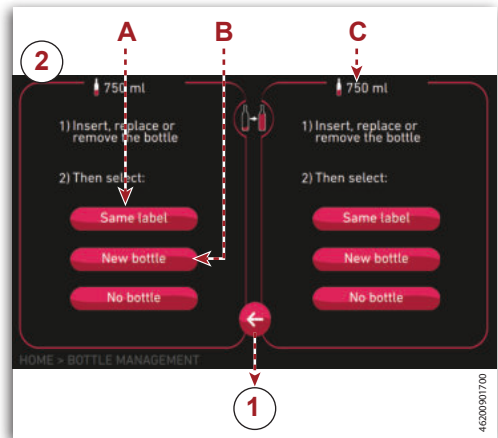 A
B
C
2
750 ml
1) Insert, replace or
remove the bottle
2) Then select:
Same label
New bottle
No bottle
750 ml
1) Insert, replace or
remove the bottle
2) Then select:
Same label
New bottle
No bottle
HOME > BOTTLE MANAGEMENT
1
46200901700